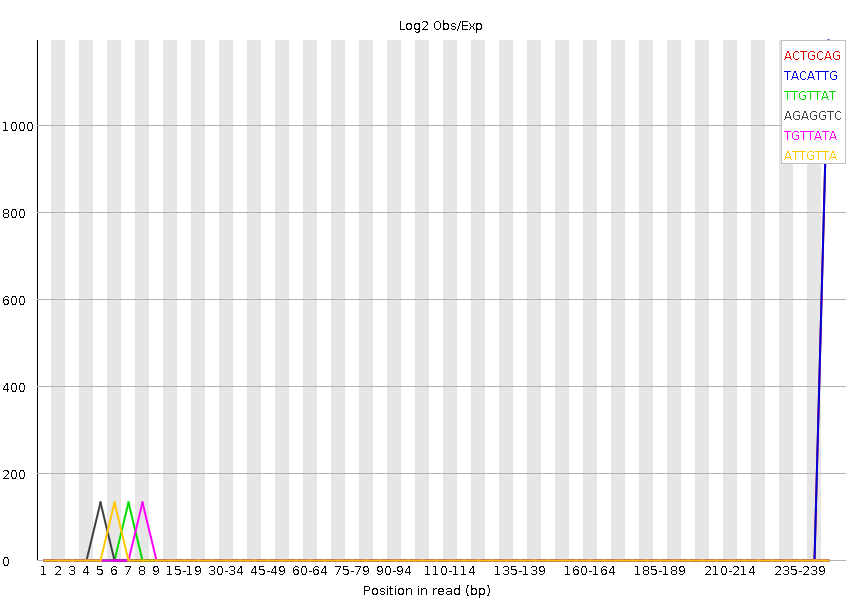 Log2 Obs/Exp
ACTGCAG
TACATTG
TTGTTAT
AGAGGTC
TGTTATA
ATTGTTA
1000
800
600
400
200
0
1 2 3 4 5 6 7 8 9 15-19 30-34 45-49 60-64 75-79 90-94 110-114 135-139 160-164 185-189 210-214 235-239
Position in read (bp)